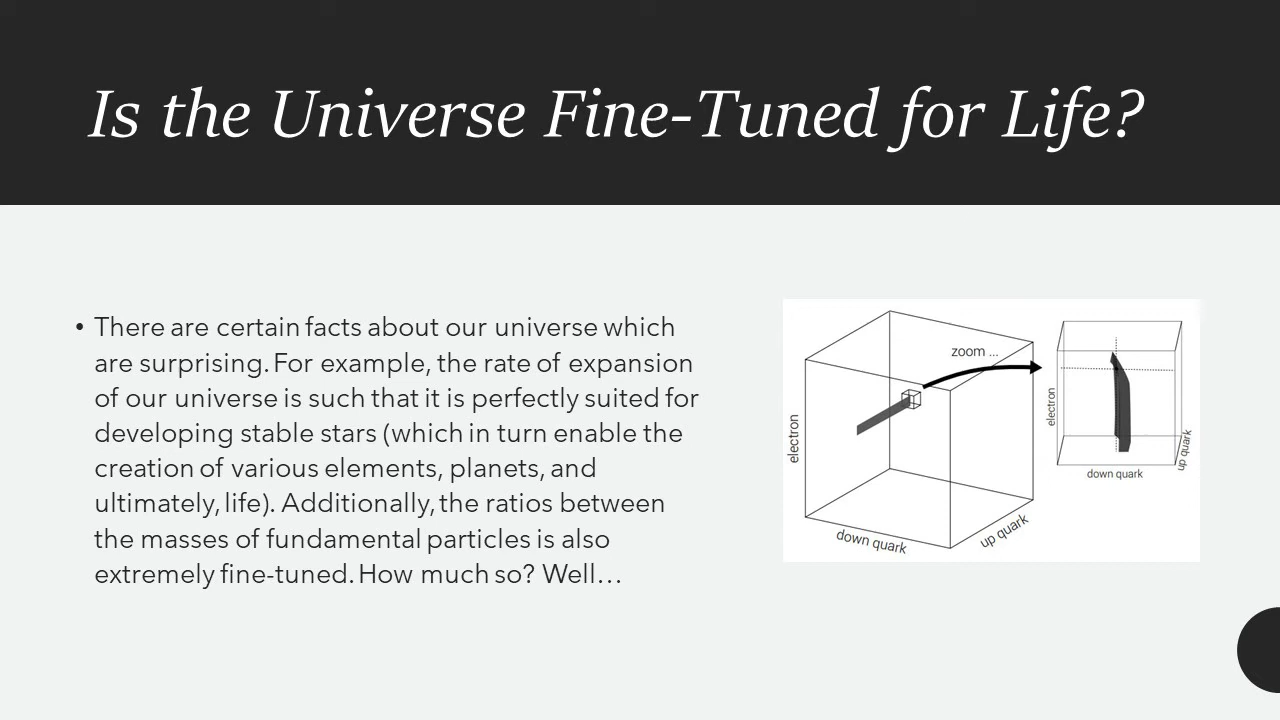 Is the Universe Fine-Tuned for Life?
• There are certain facts about our universe which
are surprising. For example, the rate of expansion
of our universe is such that it is perfectly suited for
developing stable stars (which in turn enable the
creation of various elements, planets, and
ultimately, life). Additionally, the ratios between
the masses of fundamental particles is also
extremely fine-tuned. How much so? Well…
zoom ...
electron
down quark
up quark
electron
down quark
up quark